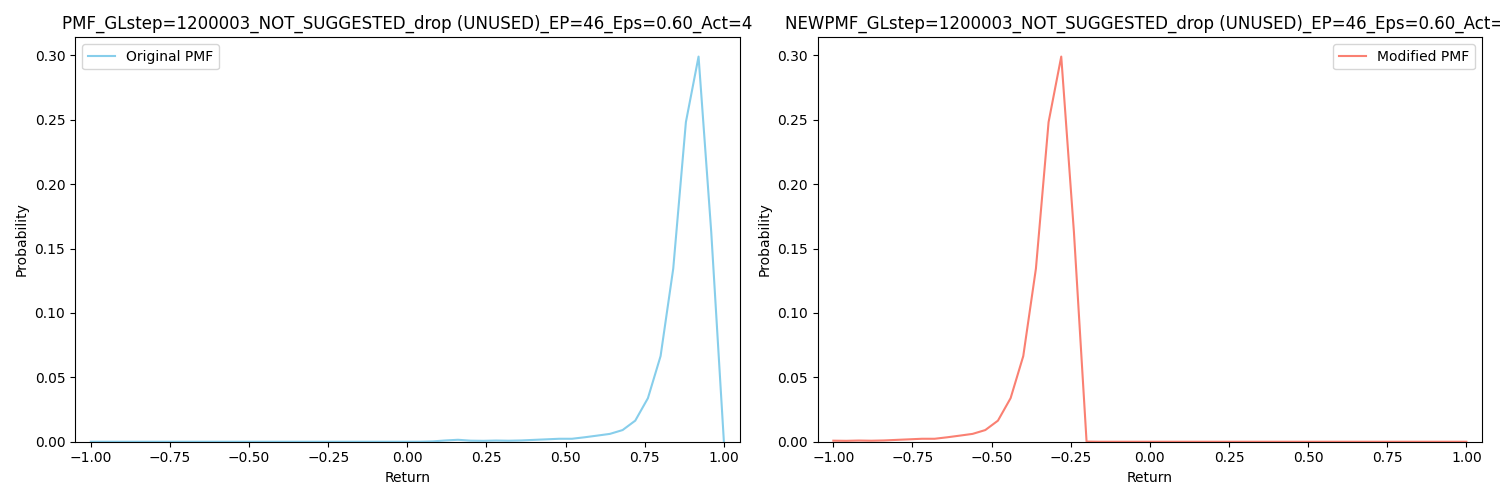 PMF_GLstep=1200003_NOT_SUGGESTED_drop (UNUSED)_EP=46_Eps=0.60_Act=4
Original PMF
0.30
0.25
0.20
0.15
0.10
0.05
0.00
Probability
−1.00 −0.75 −0.50 −0.25 0.00 0.25 0.50 0.75 1.00
Return
NEWPMF_GLstep=1200003_NOT_SUGGESTED_drop (UNUSED)_EP=46_Eps=0.60_Act=
Modified PMF
0.30
0.25
0.20
0.15
0.10
0.05
0.00
Probability
−1.00 −0.75 −0.50 −0.25 0.00 0.25 0.50 0.75 1.00
Return